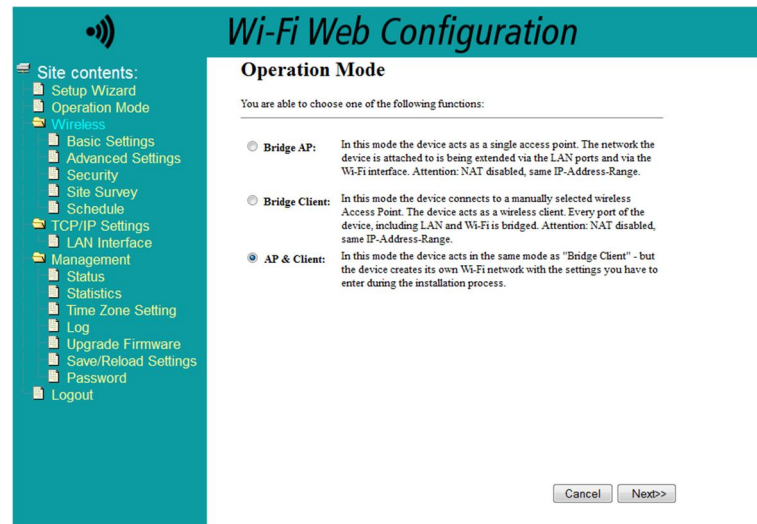 Wi-Fi Web Configuration
Site contents:
Setup Wizard
Operation Mode
Wireless
Basic Settings
Advanced Settings
Security
Site Survey
Schedule
TCP/IP Settings
LAN Interface
Management
Status
Statistics
Time Zone Setting
Log
Upgrade Firmware
Save/Reload Settings
Password
Logout
Operation Mode
You are able to choose one of the following functions:
Bridge AP:
In this mode the device acts as a single access point. The network the
device is attached to is being extended via the LAN ports and via the
Wi-Fi interface. Attention: NAT disabled, same IP-Address-Range.
Bridge Client:
In this mode the device connects to a manually selected wireless
Access Point. The device acts as a wireless client. Every port of the
device, including LAN and Wi-Fi is bridged. Attention: NAT disabled,
same IP-Address-Range.
AP & Client:
In this mode the device acts in the same mode as "Bridge Client" - but
the device creates its own Wi-Fi network with the settings you have to
enter during the installation process.
Cancel
Next>>